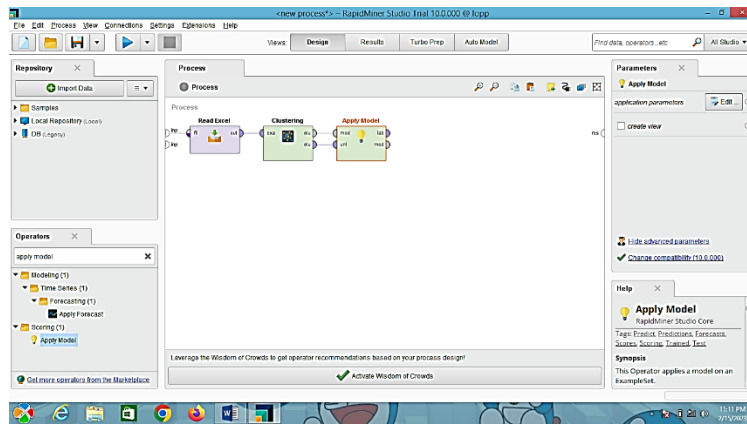 <new process*> – RapidMiner Studio Trial 10.0.000 @ fopp
File Edit Process View Connections Settings Extensions Help
Views: Design Results Turbo Prep Auto Model
Find data, operators...etc
All Studio
Repository
Import Data
Samples
Local Repository (Local)
DB (Legacy)
Process
Process
Process
Read Excel Clustering Apply Model
inp fil out exa clu mod lab
inp clu unl mod
res
Operators
apply model
Modeling (1)
Time Series (1)
Forecasting (1)
Apply Forecast
Scoring (1)
Apply Model
Get more operators from the Marketplace
Leverage the Wisdom of Crowds to get operator recommendations based on your process design!
Activate Wisdom of Crowds
Parameters
Apply Model
application parameters
Edit...
create view
Hide advanced parameters
Change compatibility (10.0.000)
Help
Apply Model
RapidMiner Studio Core
Tags: Predict, Predictions, Forecasts,
Scores, Scoring, Trained, Test
Synopsis
This Operator applies a model on an
ExampleSet.
11:11 PM